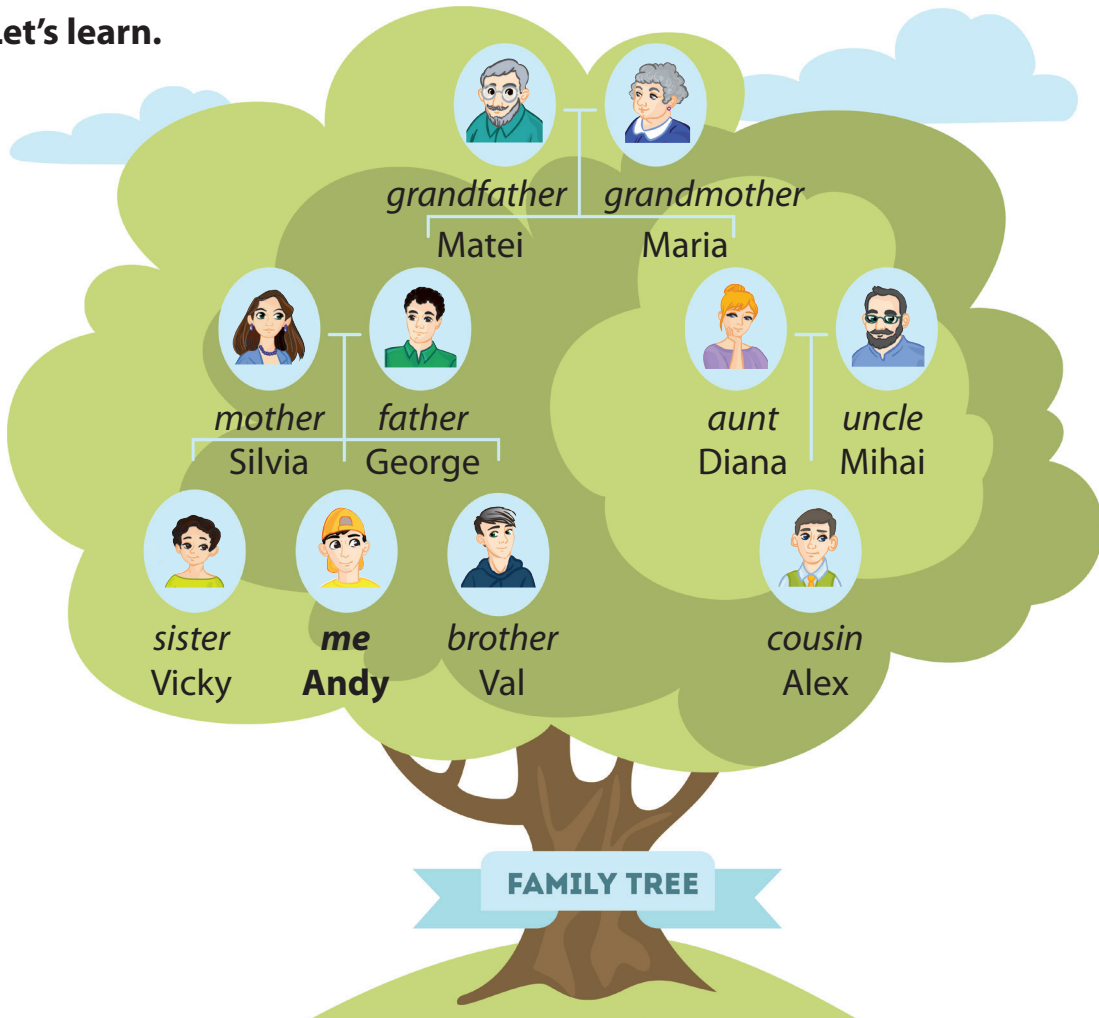 Let's learn.
grandfather grandmother
Matei Maria
mother father aunt uncle
Silvia George Diana Mihai
sister me brother cousin
Vicky Andy Val Alex
FAMILY TREE